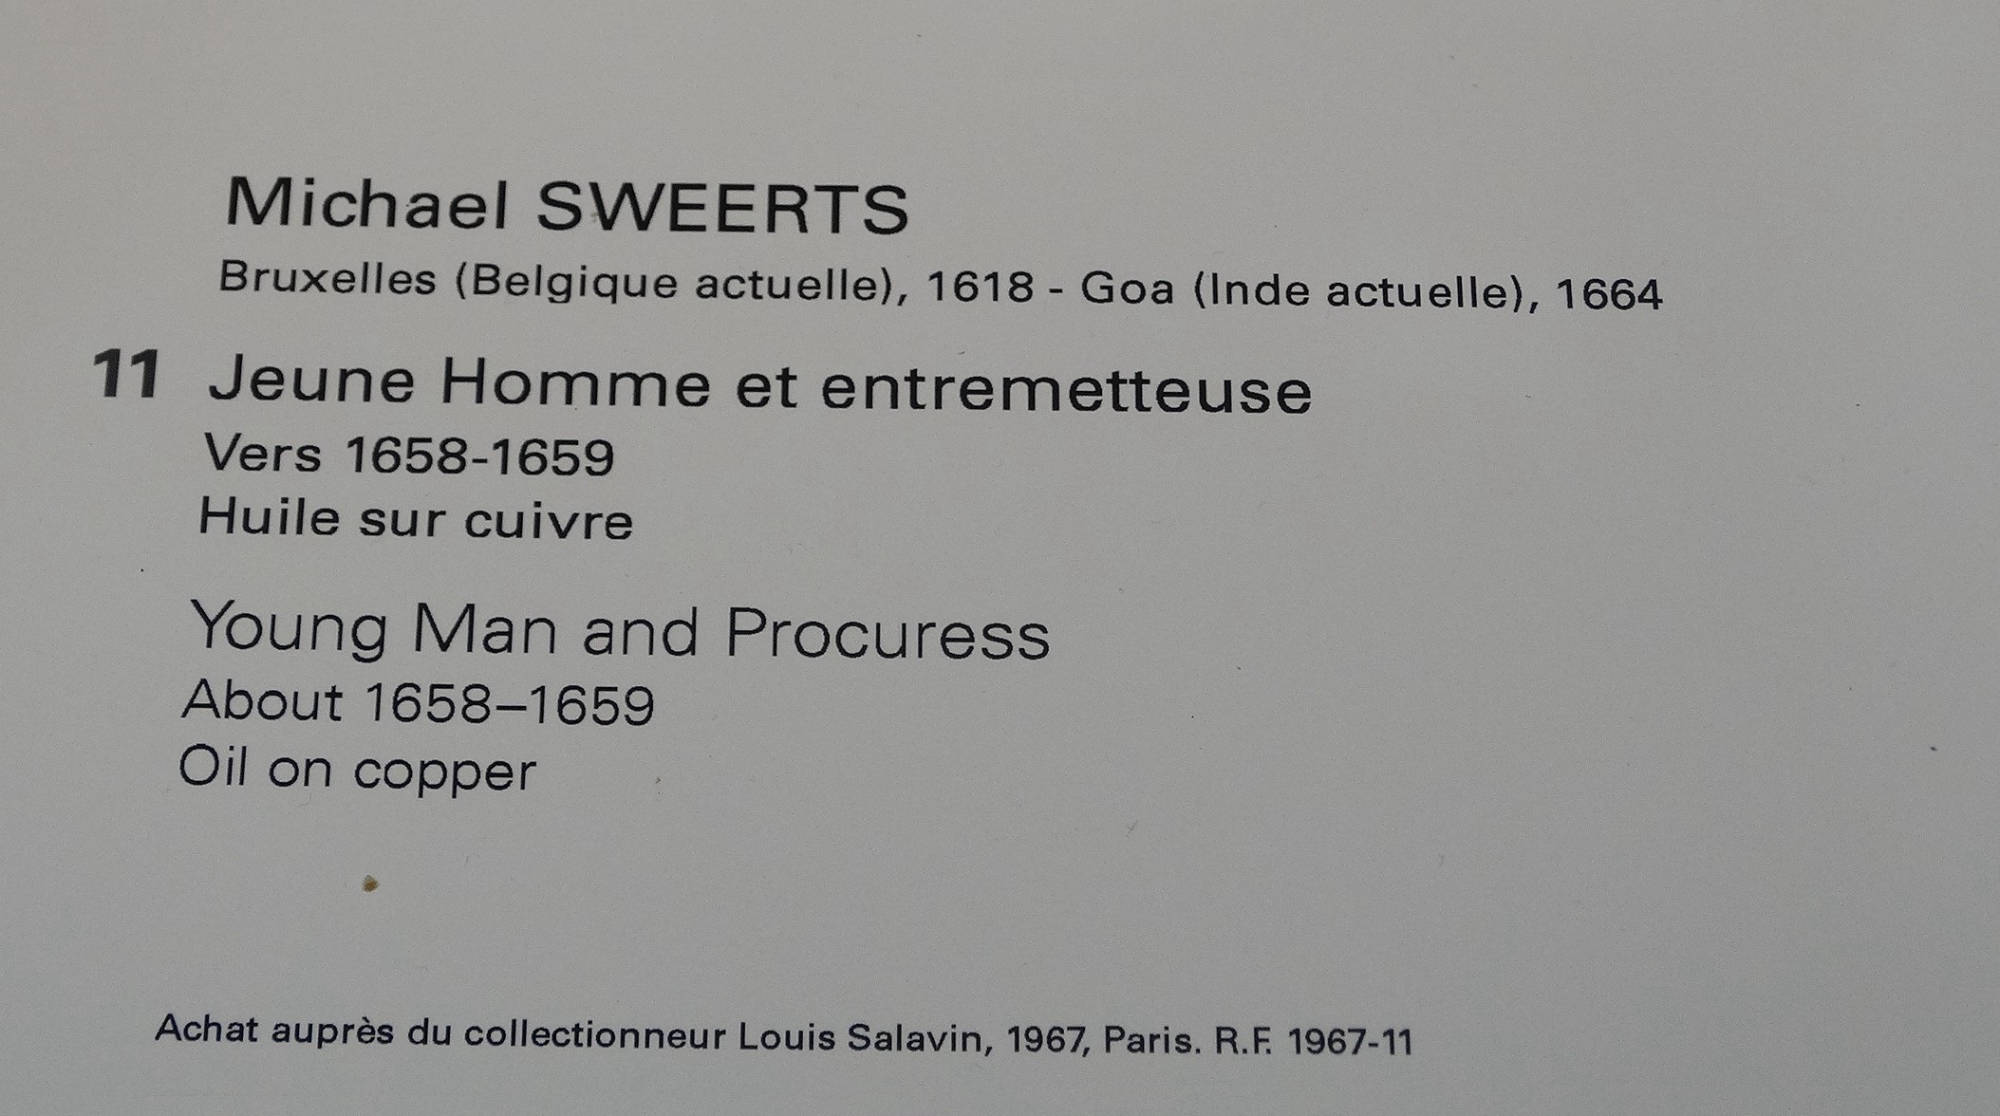 Michael SWEERTS
Bruxelles (Belgique actuelle), 1618 - Goa (Inde actuelle), 1664
11 Jeune Homme et entremetteuse
Vers 1658-1659
Huile sur cuivre
Young Man and Procuress
About 1658–1659
Oil on copper
Achat auprès du collectionneur Louis Salavin, 1967, Paris. R.F. 1967-11